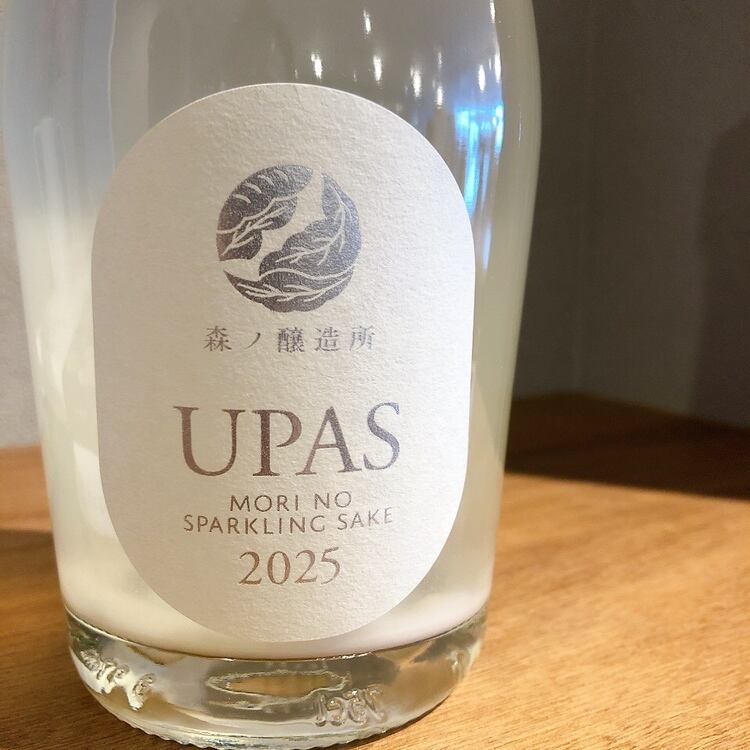 森ノ醸造所
UPAS
MORI NO
SPARKLING SAKE
2025